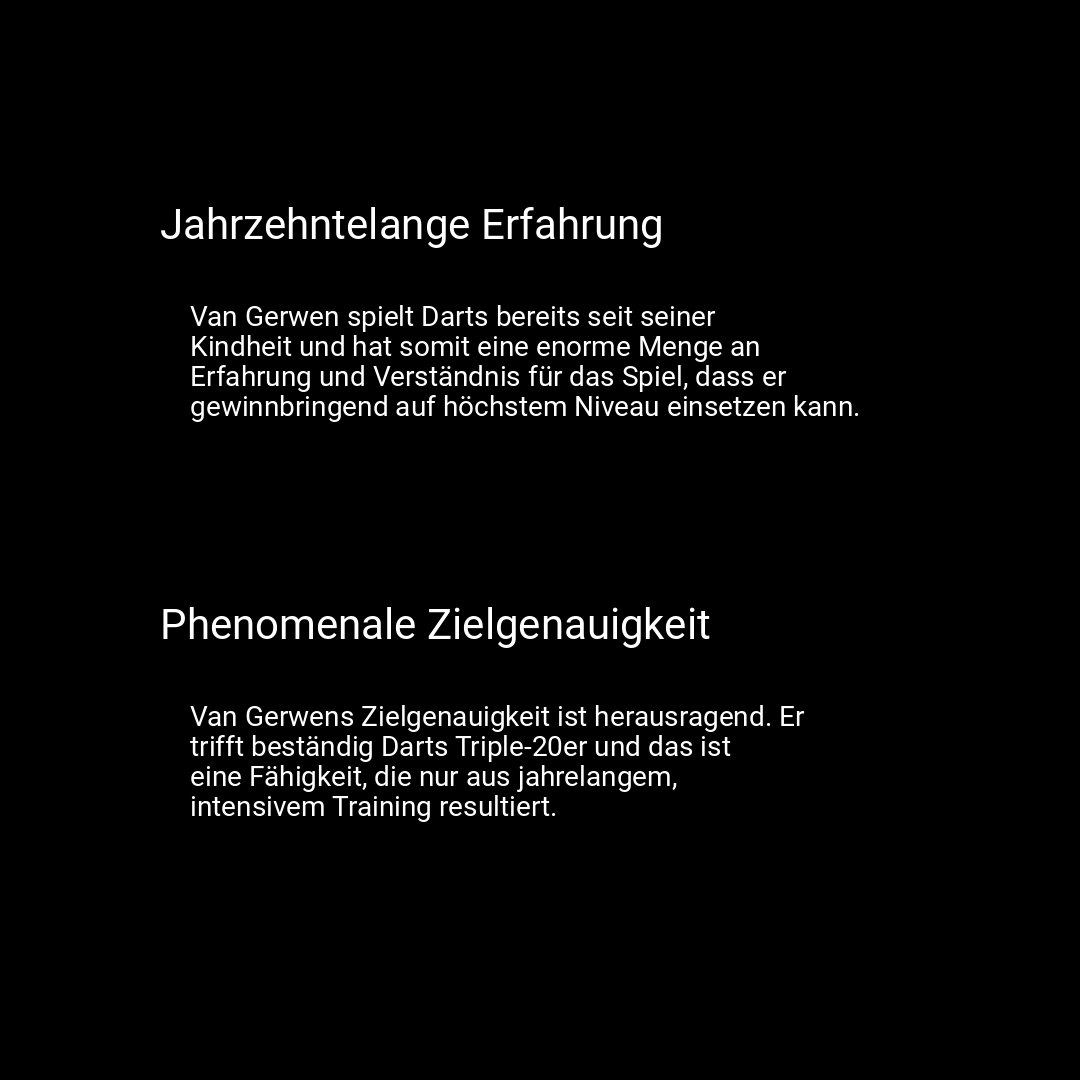 Jahrzehntelange Erfahrung
Van Gerwen spielt Darts bereits seit seiner
Kindheit und hat somit eine enorme Menge an
Erfahrung und Verständnis für das Spiel, dass er
gewinnbringend auf höchstem Niveau einsetzen kann.
Phenomenale Zielgenauigkeit
Van Gerwens Zielgenauigkeit ist herausragend. Er
trifft beständig Darts Triple-20er und das ist
eine Fähigkeit, die nur aus jahrelangem,
intensivem Training resultiert.